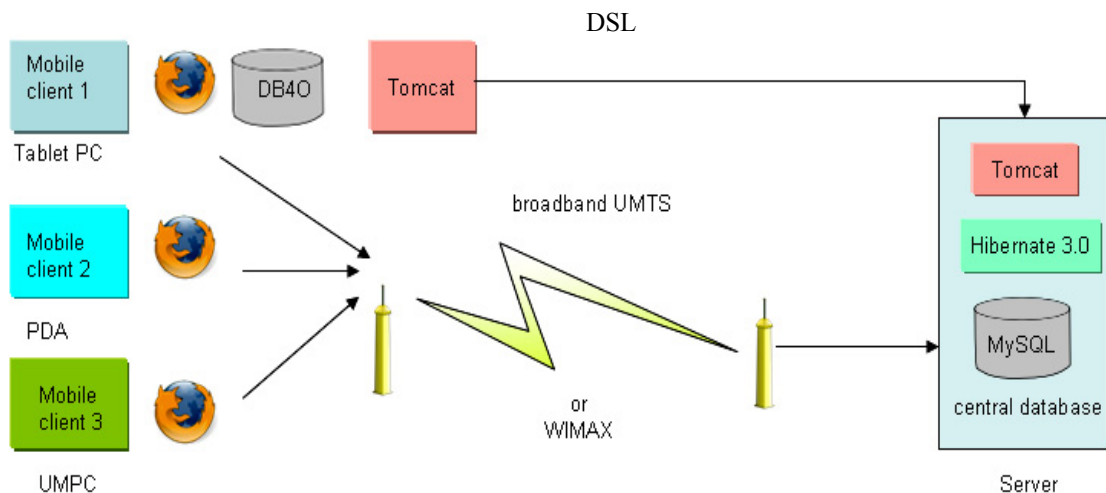 DSL
Mobile
client 1
DB4O
Tomcat
Tablet PC
Tomcat
broadband UMTS
Mobile
client 2
Hibernate 3.0
PDA
MySQL
Mobile
client 3
or
WIMAX
central database
UMPC
Server